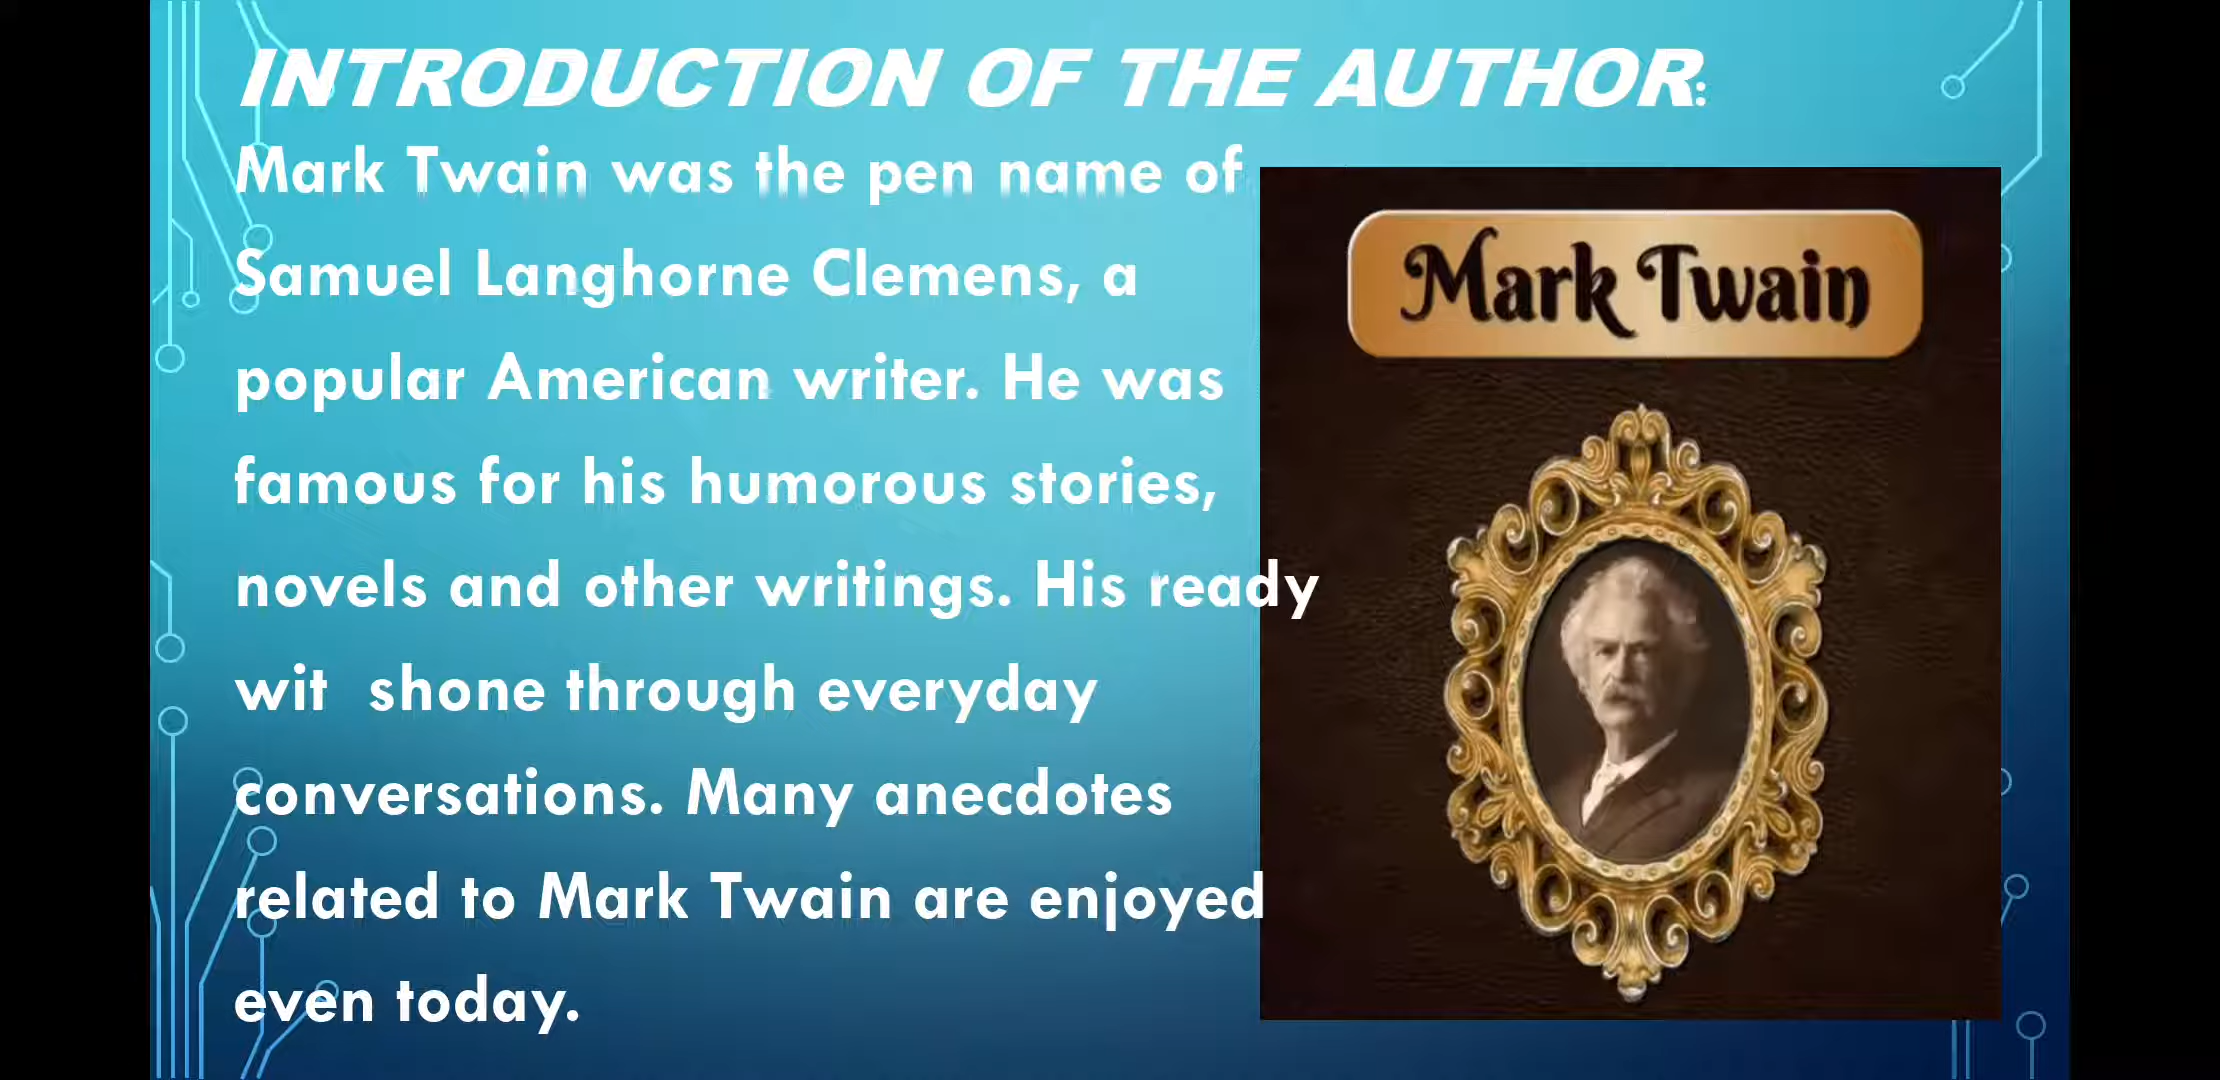 INTRODUCTION OF THE AUTHOR:
Mark Twain was the pen name of
Samuel Langhorne Clemens, a
popular American writer. He was
famous for his humorous stories,
novels and other writings. His ready
wit  shone through everyday
conversations. Many anecdotes
related to Mark Twain are enjoyed
even today.
Mark Twain